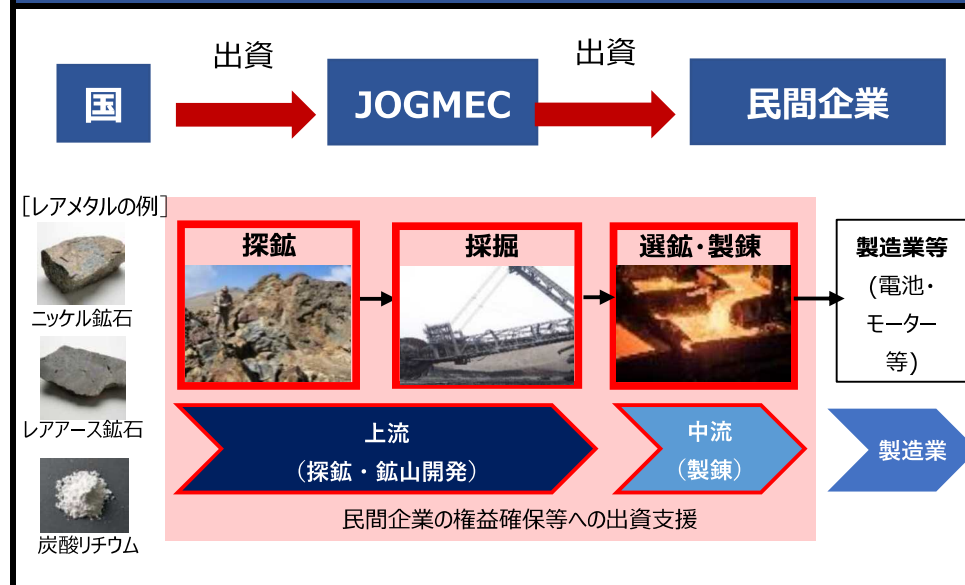 出資
出資
国
JOGMEC
民間企業
[レアメタルの例]
ニッケル鉱石
レアアース鉱石
炭酸リチウム
探鉱
採掘
選鉱・製錬
製造業等
(電池・
モーター
等)
上流
（探鉱・鉱山開発）
中流
（製錬）
製造業
民間企業の権益確保等への出資支援